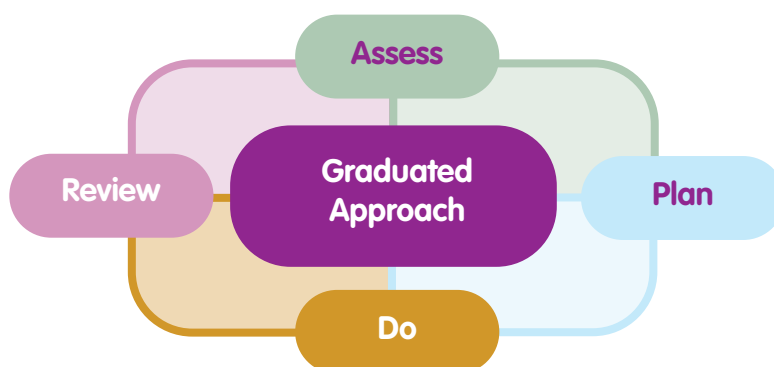 Assess
Review
Graduated
Approach
Plan
Do